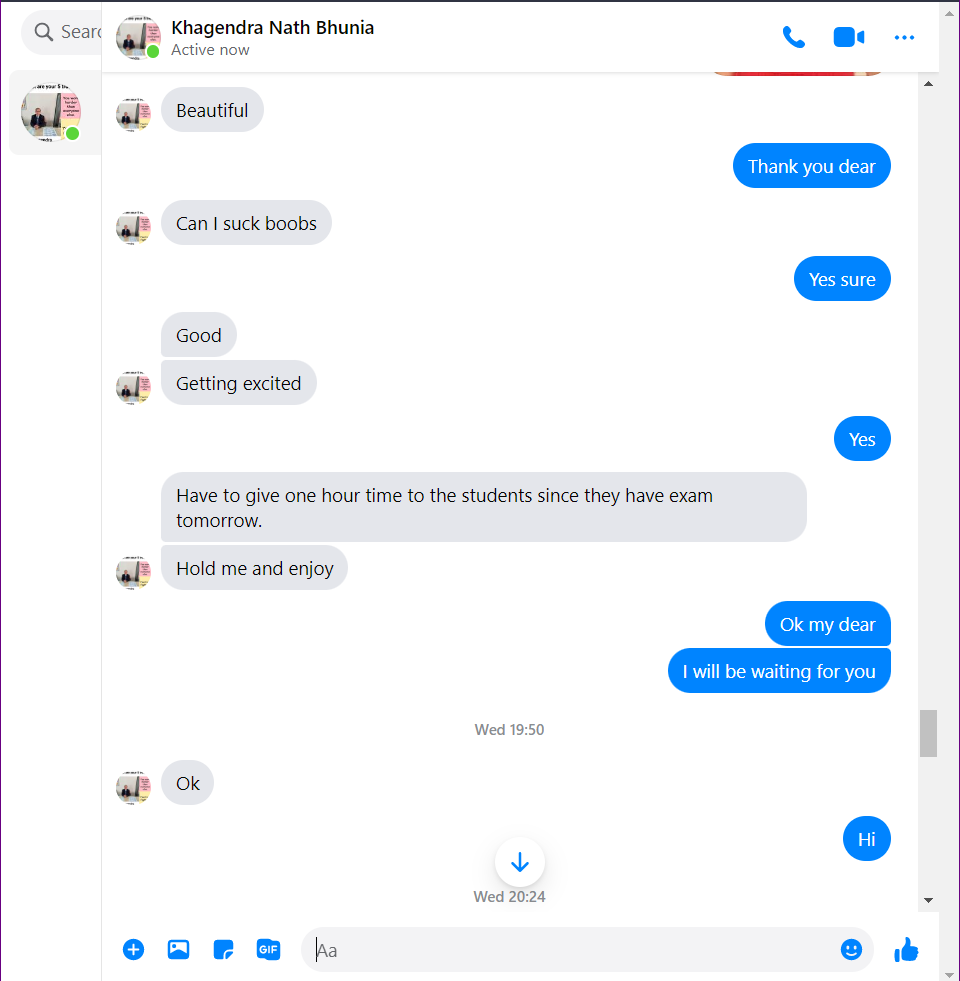 Sear
Khagendra Nath Bhunia
Active now
Beautiful
Thank you dear
Can I suck boobs
Yes sure
Good
Getting excited
Yes
Have to give one hour time to the students since they have exam
tomorrow.
Hold me and enjoy
Ok my dear
I will be waiting for you
Wed 19:50
Ok
Hi
Wed 20:24
GIF
Aa